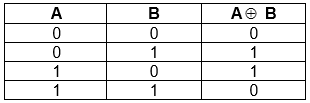 A B A⊕ B
0 0 0
0 1 1
1 0 1
1 1 0